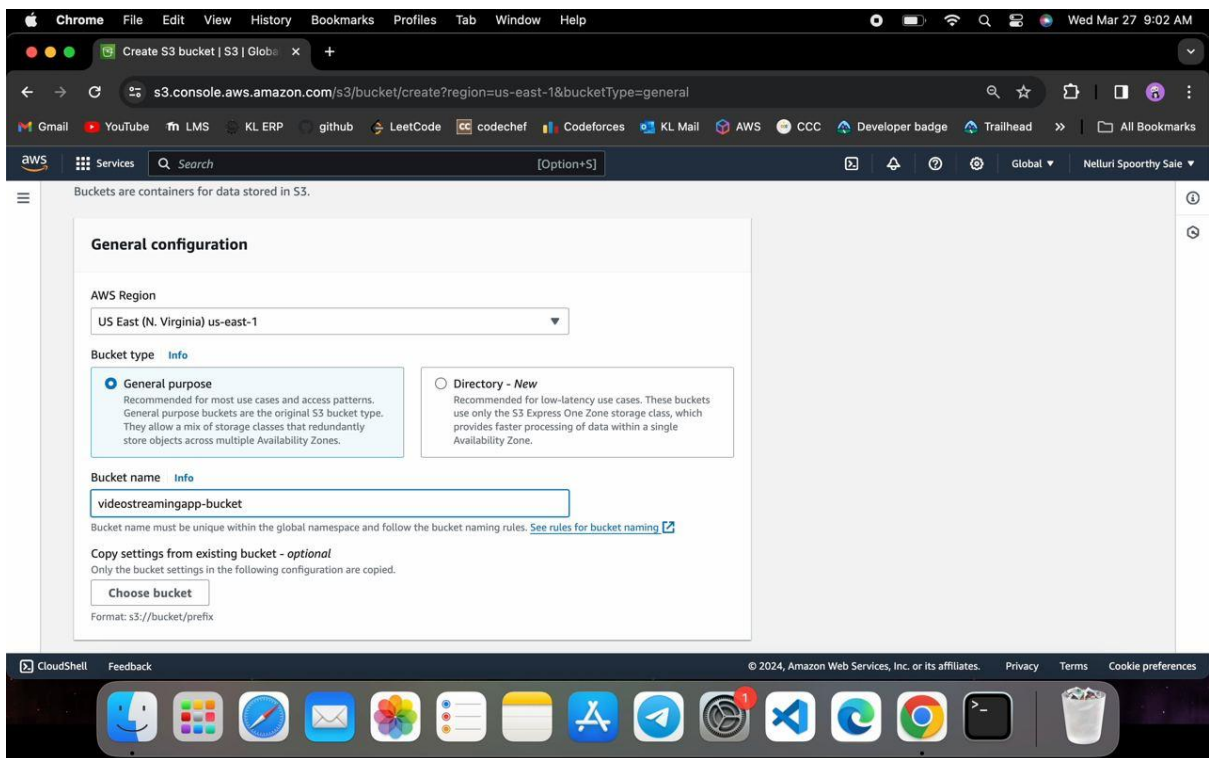 Chrome File Edit View History Bookmarks Profiles Tab Window Help Wed Mar 27 9:02 AM
Create S3 bucket | S3 | Globa
s3.console.aws.amazon.com/s3/bucket/create?region=us-east-1&bucketType=general
Gmail YouTube LMS KL ERP github LeetCode CC codechef Codeforces KL Mail AWS CCC Developer badge Trailhead » All Bookmarks
aws Services Search [Option+S] Global Nelluri Spoorthy Saie
Buckets are containers for data stored in S3.
General configuration
AWS Region
US East (N. Virginia) us-east-1
Bucket type Info
General purpose
Recommended for most use cases and access patterns.
General purpose buckets are the original S3 bucket type.
They allow a mix of storage classes that redundantly
store objects across multiple Availability Zones.
Directory - New
Recommended for low-latency use cases. These buckets
use only the S3 Express One Zone storage class, which
provides faster processing of data within a single
Availability Zone.
Bucket name Info
videostreamingapp-bucket
Bucket name must be unique within the global namespace and follow the bucket naming rules. See rules for bucket naming
Copy settings from existing bucket - optional
Only the bucket settings in the following configuration are copied.
Choose bucket
Format: s3://bucket/prefix
CloudShell Feedback © 2024, Amazon Web Services, Inc. or its affiliates. Privacy Terms Cookie preferences
1